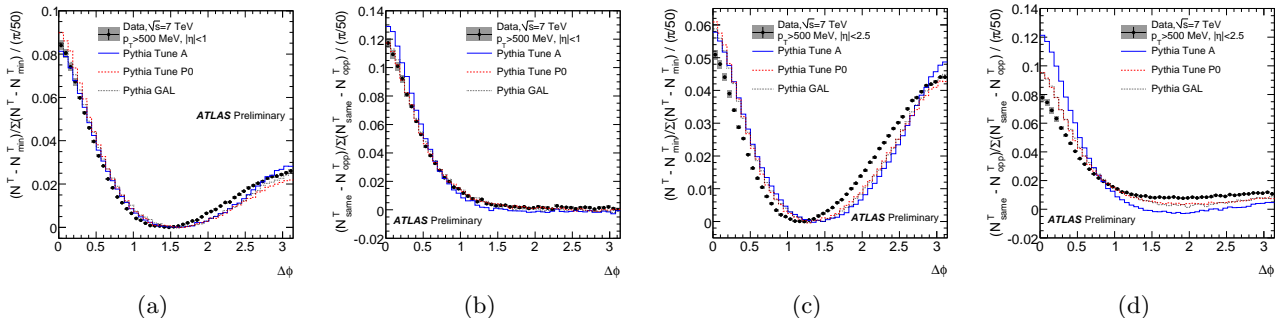 (N^T - N^T_min)/Σ(N^T - N^T_min) / (π/50)
0.1
0.08
0.06
0.04
0.02
0
Data,√s=7 TeV
p_T>500 MeV, |η|<1
Pythia Tune A
Pythia Tune P0
Pythia GAL
ATLAS Preliminary
0 0.5 1 1.5 2 2.5 3
Δϕ
(a)
(N^T_same - N^T_opp)/Σ(N^T_same - N^T_opp) / (π/50)
0.14
0.12
0.1
0.08
0.06
0.04
0.02
0
-0.02
Data,√s=7 TeV
p_T>500 MeV, |η|<1
Pythia Tune A
Pythia Tune P0
Pythia GAL
ATLAS Preliminary
0 0.5 1 1.5 2 2.5 3
Δϕ
(b)
(N^T - N^T_min)/Σ(N^T - N^T_min) / (π/50)
0.06
0.05
0.04
0.03
0.02
0.01
0
Data,√s=7 TeV
p_T>500 MeV, |η|<2.5
Pythia Tune A
Pythia Tune P0
Pythia GAL
ATLAS Preliminary
0 0.5 1 1.5 2 2.5 3
Δϕ
(c)
(N^T_same - N^T_opp)/Σ(N^T_same - N^T_opp) / (π/50)
0.14
0.12
0.1
0.08
0.06
0.04
0.02
0
-0.02
Data,√s=7 TeV
p_T>500 MeV, |η|<2.5
Pythia Tune A
Pythia Tune P0
Pythia GAL
ATLAS Preliminary
0 0.5 1 1.5 2 2.5 3
Δϕ
(d)